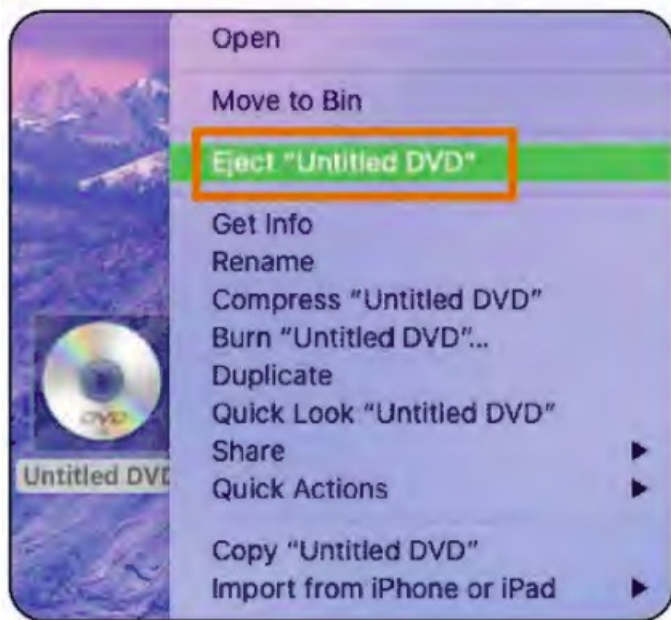 Open
Move to Bin
Eject "Untitled DVD"
Get Info
Rename
Compress "Untitled DVD"
Burn "Untitled DVD"...
Duplicate
Quick Look "Untitled DVD"
DVD
Share
Untitled DVD
Quick Actions
Copy "Untitled DVD"
Import from iPhone or iPad